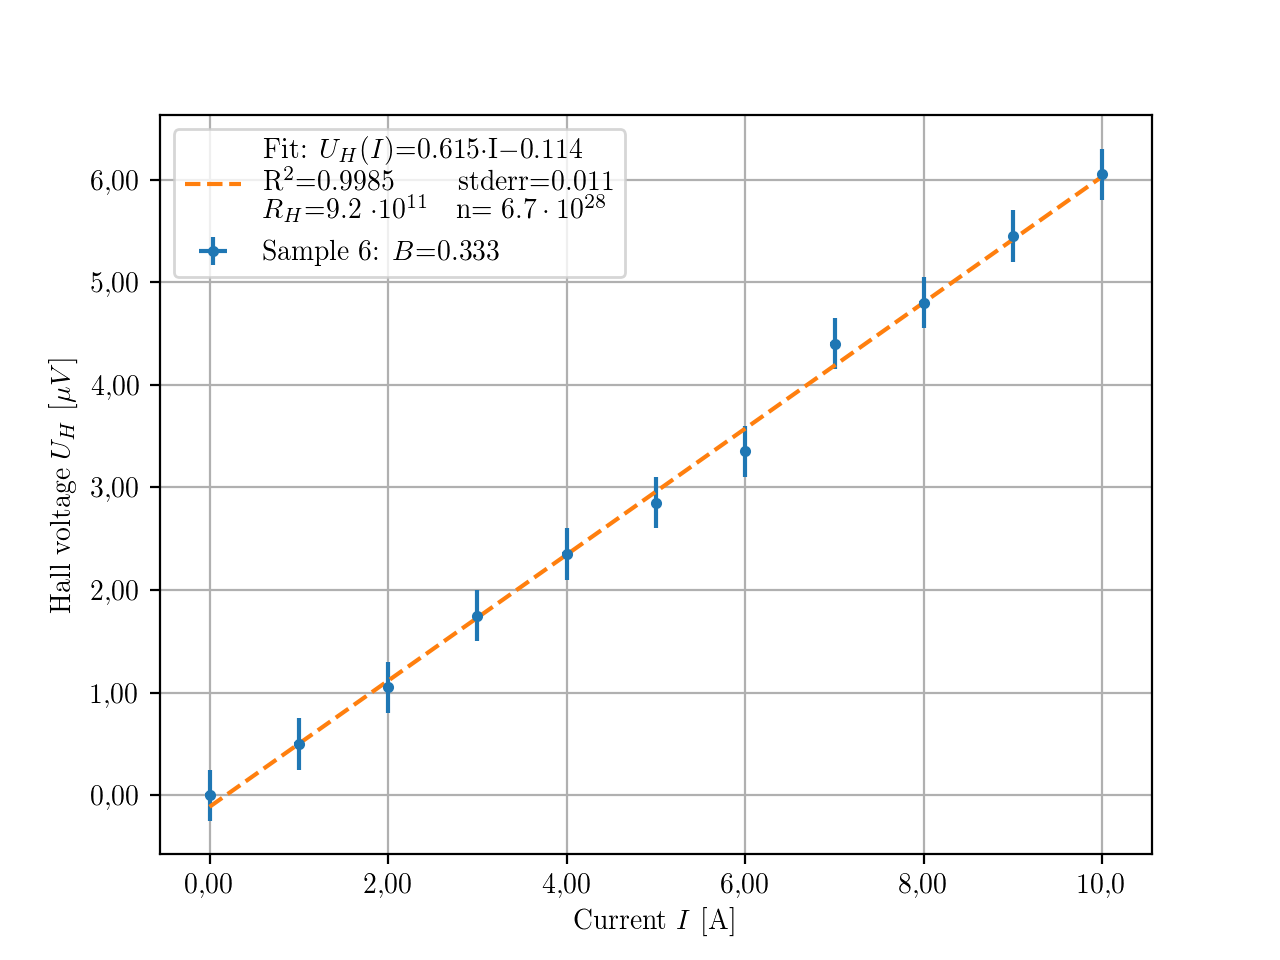 Fit: U_H(I)=0.615·I−0.114
R²=0.9985 stderr=0.011
R_H=9.2 ·10¹¹ n= 6.7 · 10²⁸
Sample 6: B=0.333
6,00
5,00
4,00
3,00
2,00
1,00
0,00
Hall voltage U_H [μV]
0,00 2,00 4,00 6,00 8,00 10,0
Current I [A]